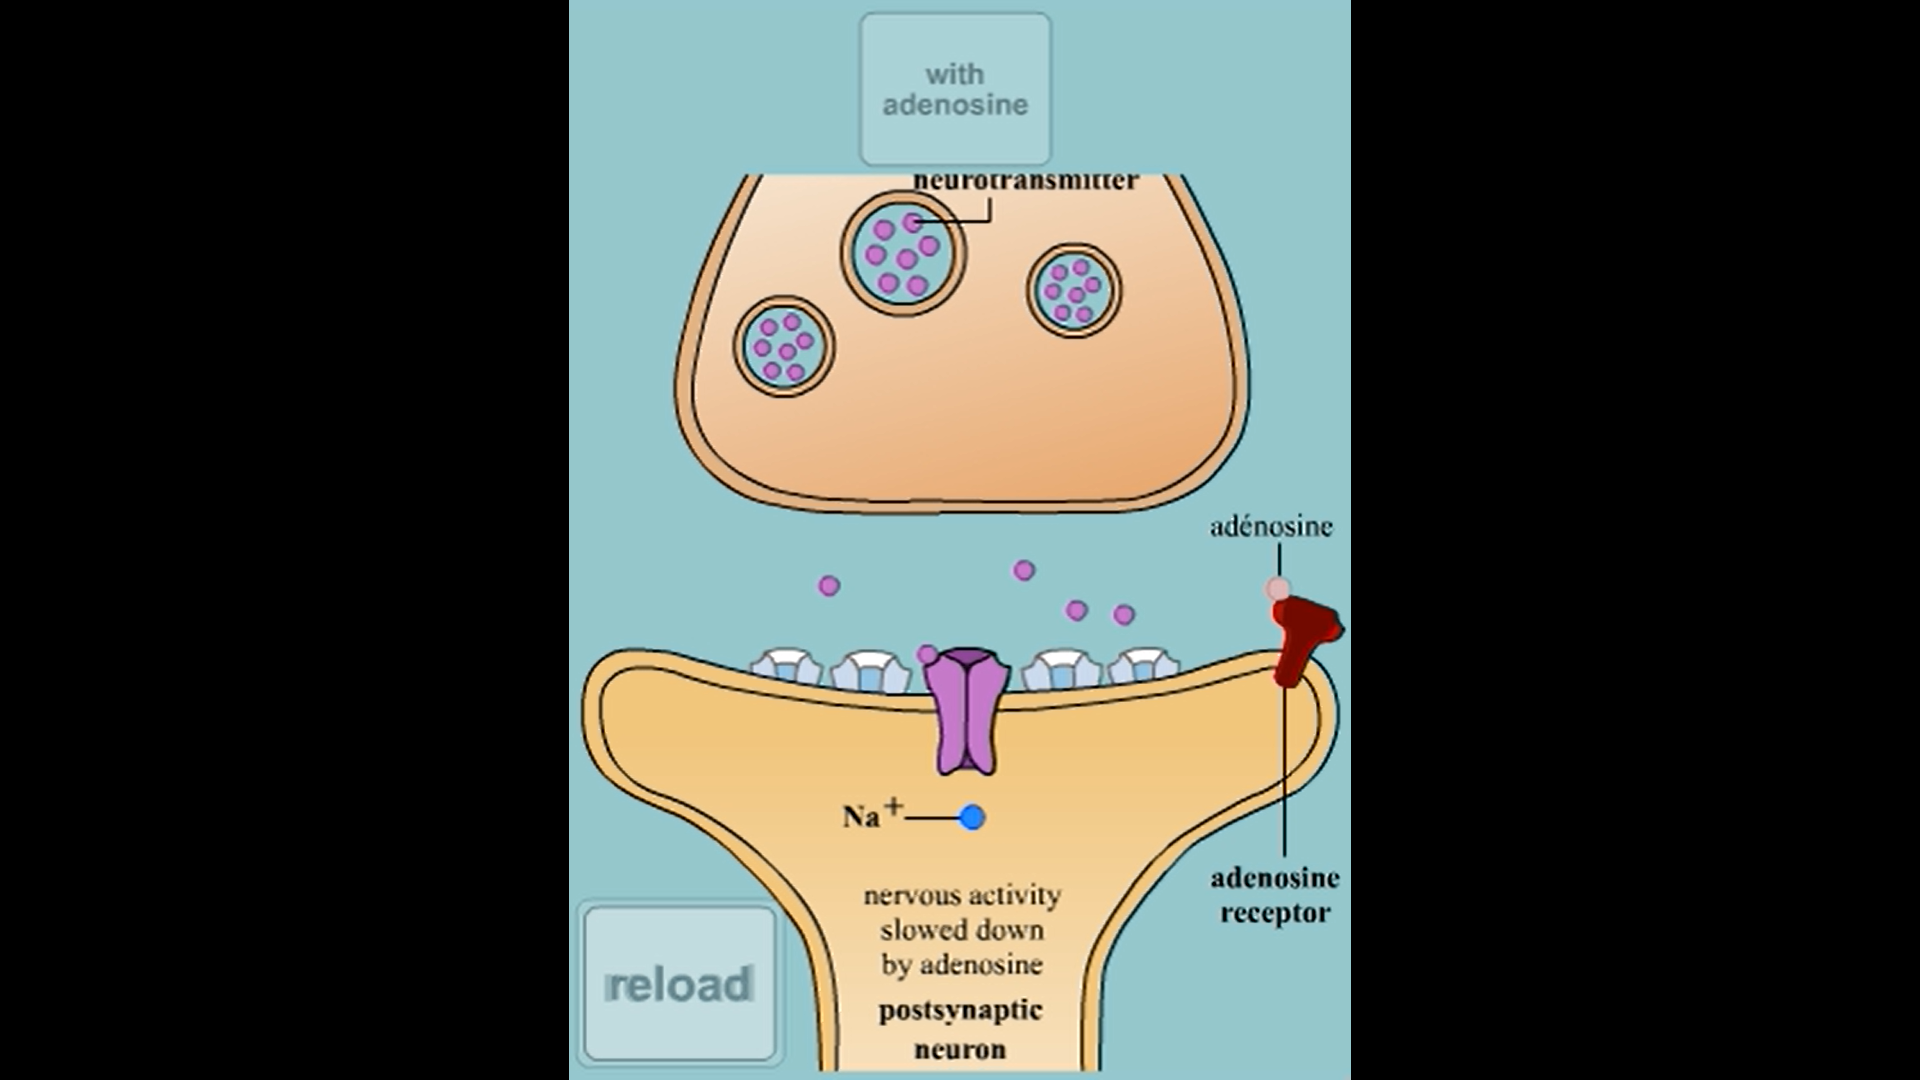 with
adenosine
neurotransmitter
adénosine
Na+
adenosine
receptor
nervous activity
slowed down
by adenosine
reload
postsynaptic
neuron